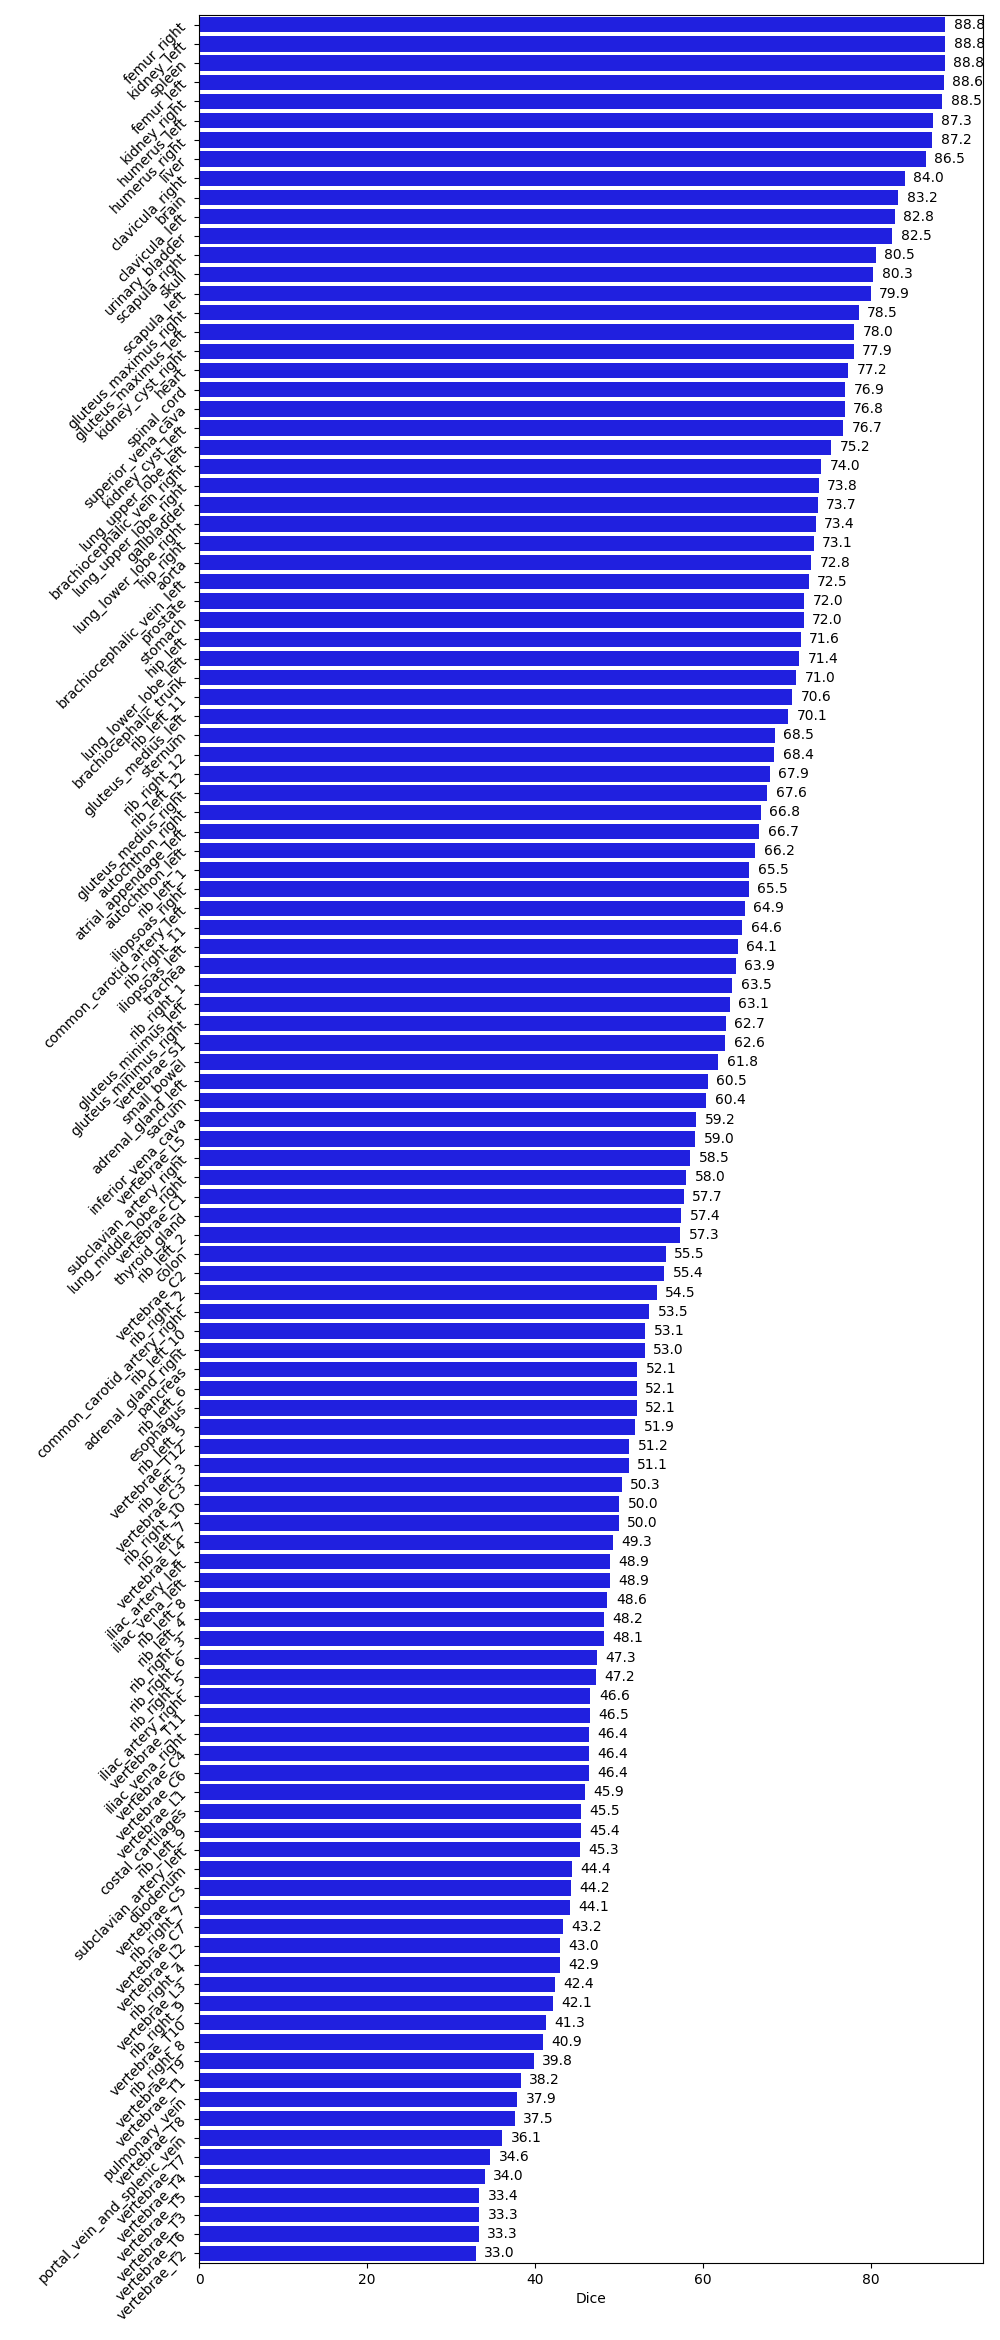 femur_right 88.8
kidney_left 88.8
spleen 88.8
femur_left 88.6
kidney_right 88.5
humerus_left 87.3
humerus_right 87.2
liver 86.5
clavicula_right 84.0
brain 83.2
clavicula_left 82.8
urinary_bladder 82.5
scapula_right 80.5
skull 80.3
scapula_left 79.9
gluteus_maximus_right 78.5
gluteus_maximus_left 78.0
kidney_cyst_right 77.9
heart 77.2
spinal_cord 76.9
superior_vena_cava 76.8
kidney_cyst_left 76.7
lung_upper_lobe_left 75.2
brachiocephalic_vein_right 74.0
lung_upper_lobe_right 73.8
gallbladder 73.7
lung_lower_lobe_right 73.4
hip_right 73.1
aorta 72.8
brachiocephalic_vein_left 72.5
prostate 72.0
stomach 72.0
hip_left 71.6
lung_lower_lobe_left 71.4
brachiocephalic_trunk 71.0
rib_left_11 70.6
gluteus_medius_left 70.1
sternum 68.5
rib_right_12 68.4
rib_left_12 67.9
gluteus_medius_right 67.6
autochthon_right 66.8
atrial_appendage_left 66.7
autochthon_left 66.2
rib_left_1 65.5
iliopsoas_right 65.5
common_carotid_artery_left 64.9
rib_right_11 64.6
iliopsoas_left 64.1
trachea 63.9
rib_right_1 63.5
gluteus_minimus_left 63.1
gluteus_minimus_right 62.7
vertebrae_S1 62.6
small_bowel 61.8
adrenal_gland_left 60.5
sacrum 60.4
inferior_vena_cava 59.2
vertebrae_L5 59.0
subclavian_artery_right 58.5
lung_middle_lobe_right 58.0
vertebrae_C1 57.7
thyroid_gland 57.4
rib_left_2 57.3
colon 55.5
vertebrae_C2 55.4
rib_right_2 54.5
common_carotid_artery_right 53.5
rib_left_10 53.1
adrenal_gland_right 53.0
pancreas 52.1
rib_left_6 52.1
esophagus 52.1
rib_left_5 51.9
vertebrae_T12 51.2
rib_left_3 51.1
vertebrae_C3 50.3
rib_right_10 50.0
rib_left_7 50.0
vertebrae_L4 49.3
iliac_artery_left 48.9
iliac_vena_left 48.9
rib_left_8 48.6
rib_left_4 48.2
rib_right_3 48.1
rib_right_6 47.3
rib_right_5 47.2
iliac_artery_right 46.6
vertebrae_T11 46.5
iliac_vena_right 46.4
vertebrae_C4 46.4
vertebrae_C6 46.4
vertebrae_L1 45.9
costal_cartilages 45.5
rib_left_9 45.4
subclavian_artery_left 45.3
duodenum 44.4
vertebrae_C5 44.2
rib_right_7 44.1
vertebrae_C7 43.2
vertebrae_L2 43.0
rib_right_4 42.9
vertebrae_L3 42.4
rib_right_9 42.1
vertebrae_T10 41.3
rib_right_8 40.9
vertebrae_T9 39.8
vertebrae_T1 38.2
pulmonary_vein 37.9
vertebrae_T8 37.5
portal_vein_and_splenic_vein 36.1
vertebrae_T7 34.6
vertebrae_T4 34.0
vertebrae_T5 33.4
vertebrae_T3 33.3
vertebrae_T6 33.3
vertebrae_T2 33.0
0 20 40 60 80
Dice